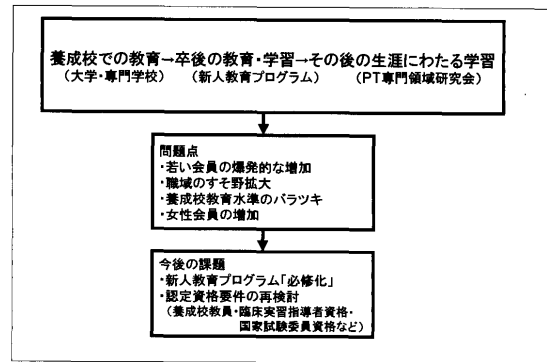 養成校での教育→卒後の教育・学習→その後の生涯にわたる学習
（大学・専門学校）　（新人教育プログラム）　（PT専門領域研究会）
問題点
・若い会員の爆発的な増加
・職域のすそ野拡大
・養成校教育水準のバラツキ
・女性会員の増加
今後の課題
・新人教育プログラム「必修化」
・認定資格要件の再検討
（養成校教員・臨床実習指導者資格・
国家試験委員資格など）